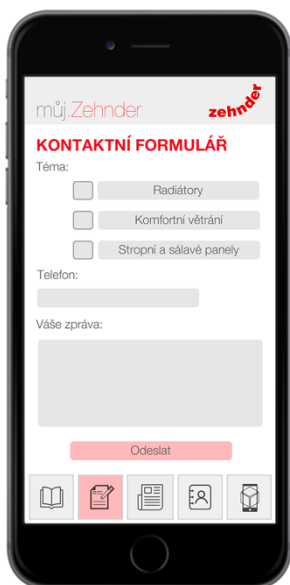 můj.Zehnder
zehnder
KONTAKTNÍ FORMULÁŘ
Téma:
Radiátory
Komfortní větrání
Stropní a sálavé panely
Telefon:
Váše zpráva:
Odeslat